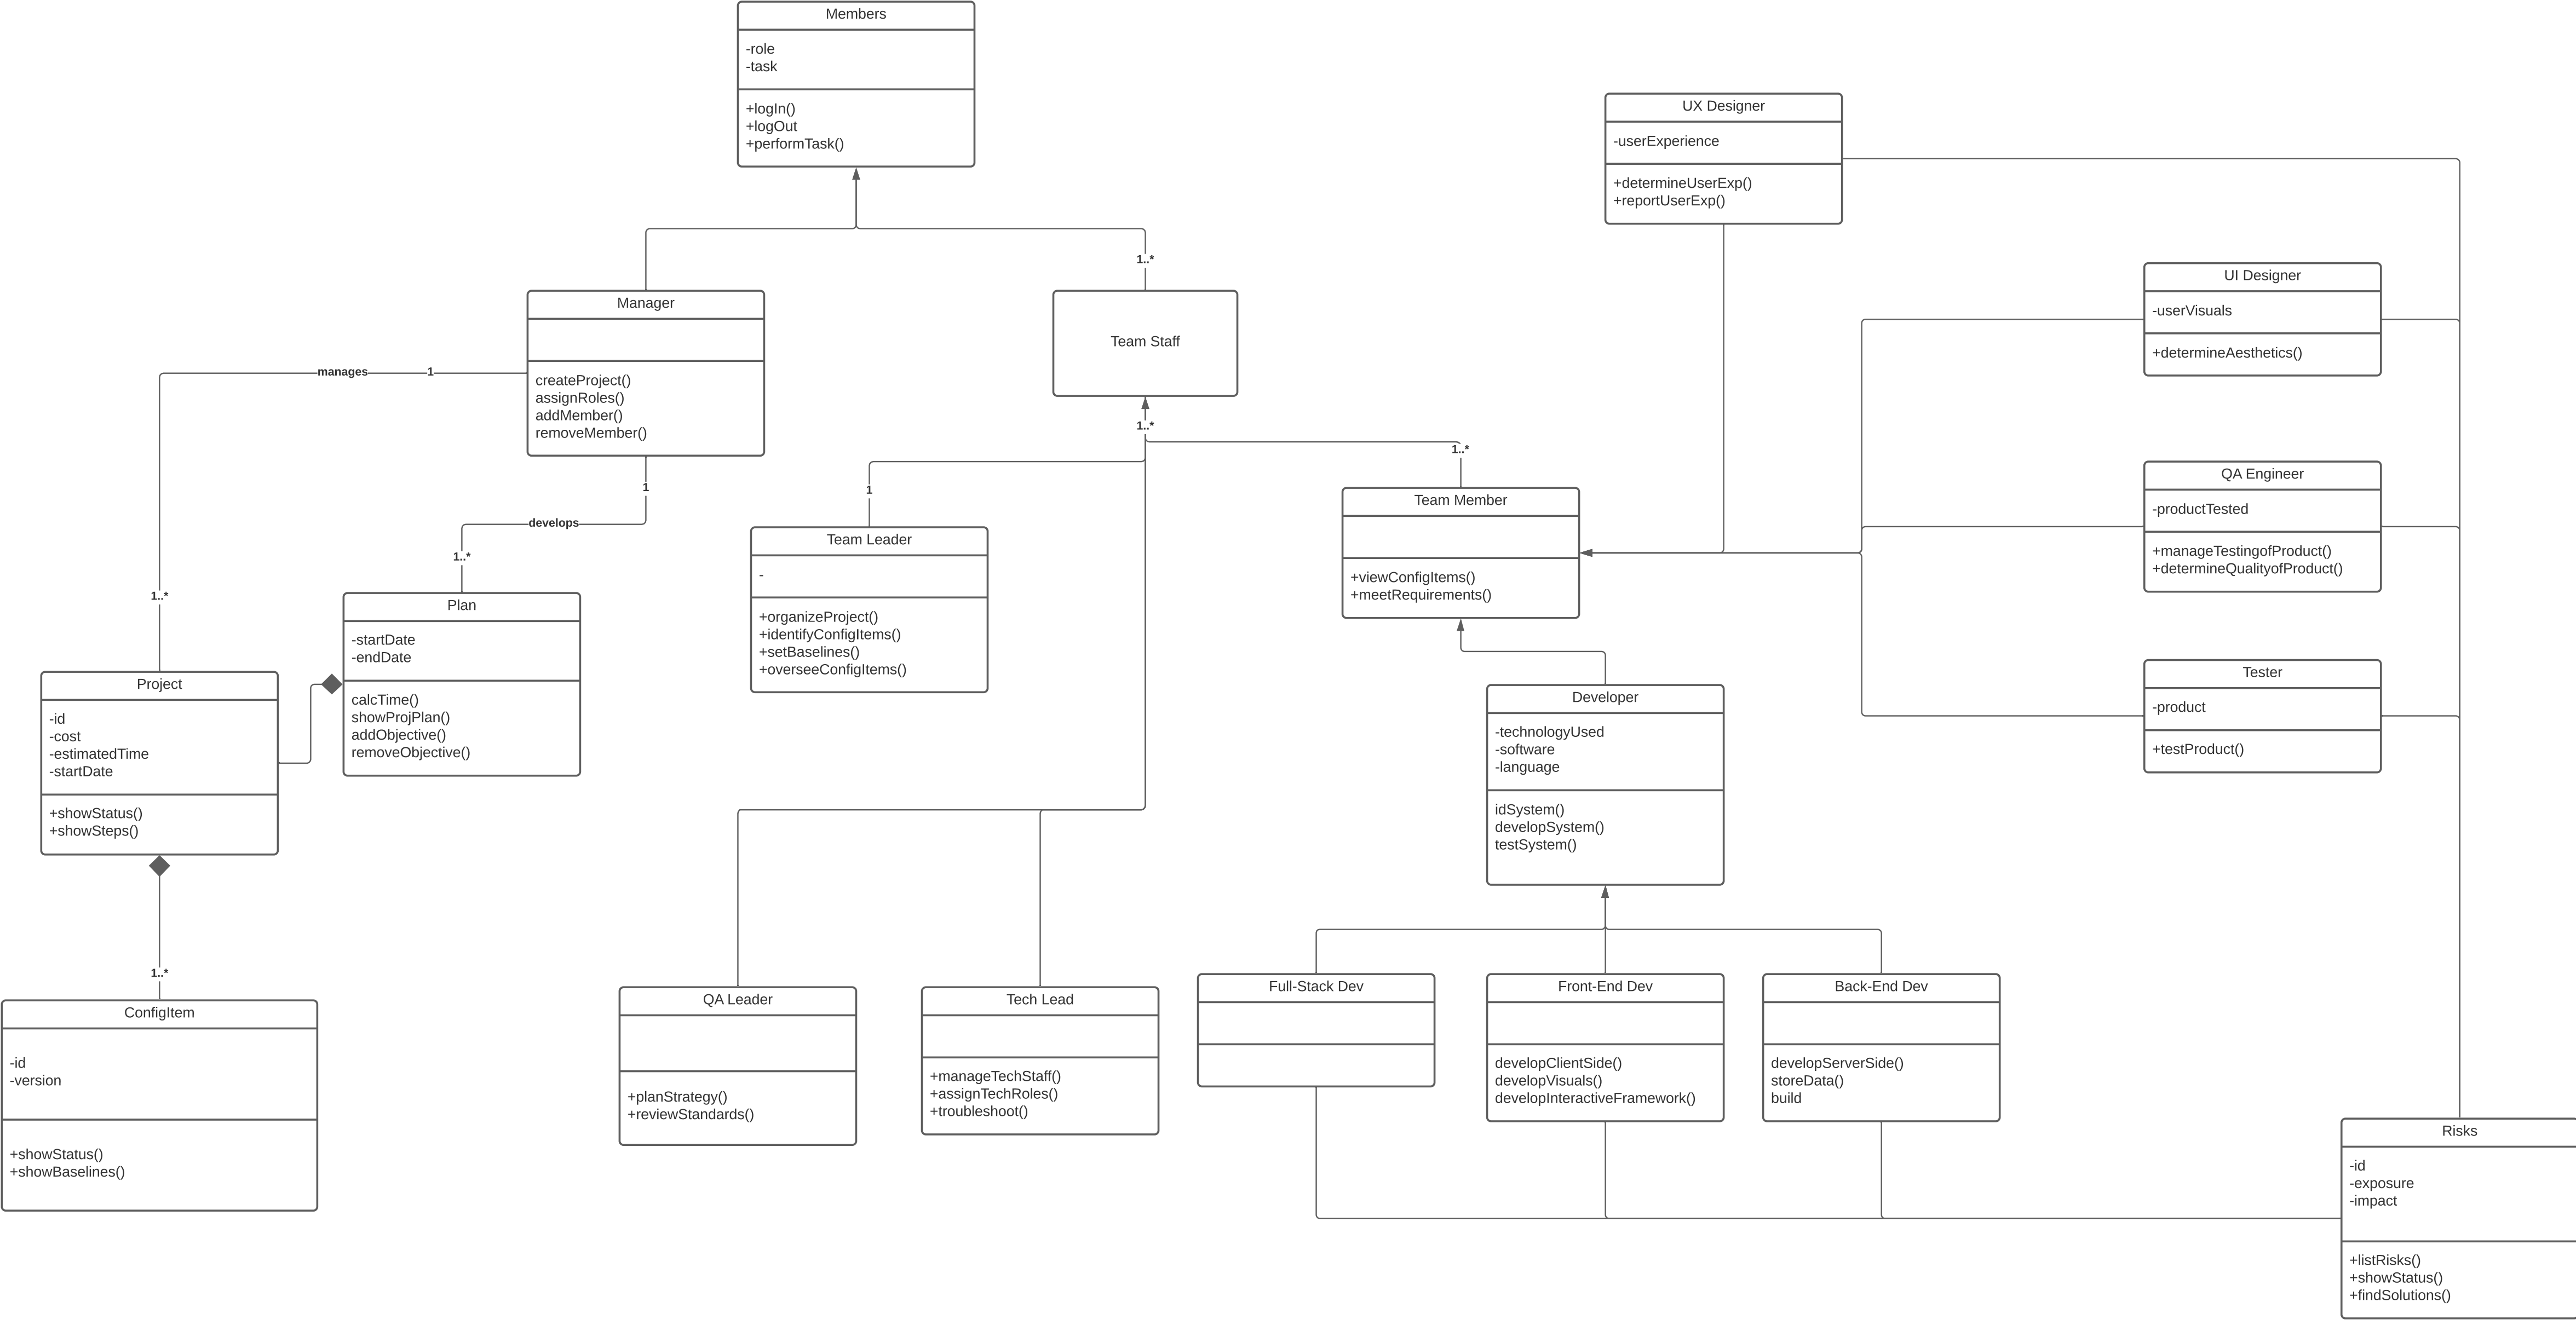 Members
-role
-task
+logIn()
+logOut
+performTask()
UX Designer
-userExperience
+determineUserExp()
+reportUserExp()
1..*
UI Designer
-userVisuals
+determineAesthetics()
Manager
createProject()
assignRoles()
addMember()
removeMember()
Team Staff
manages
1
1..*
1..*
1
develops
1..*
1
1..*
QA Engineer
-productTested
+manageTestingofProduct()
+determineQualityofProduct()
Team Member
+viewConfigItems()
+meetRequirements()
Team Leader
-
+organizeProject()
+identifyConfigItems()
+setBaselines()
+overseeConfigItems()
Plan
-startDate
-endDate
calcTime()
showProjPlan()
addObjective()
removeObjective()
Project
-id
-cost
-estimatedTime
-startDate
+showStatus()
+showSteps()
Tester
-product
+testProduct()
Developer
-technologyUsed
-software
-language
idSystem()
developSystem()
testSystem()
1..*
ConfigItem
-id
-version
+showStatus()
+showBaselines()
QA Leader
+planStrategy()
+reviewStandards()
Tech Lead
+manageTechStaff()
+assignTechRoles()
+troubleshoot()
Full-Stack Dev
Front-End Dev
developClientSide()
developVisuals()
developInteractiveFramework()
Back-End Dev
developServerSide()
storeData()
build
Risks
-id
-exposure
-impact
+listRisks()
+showStatus()
+findSolutions()